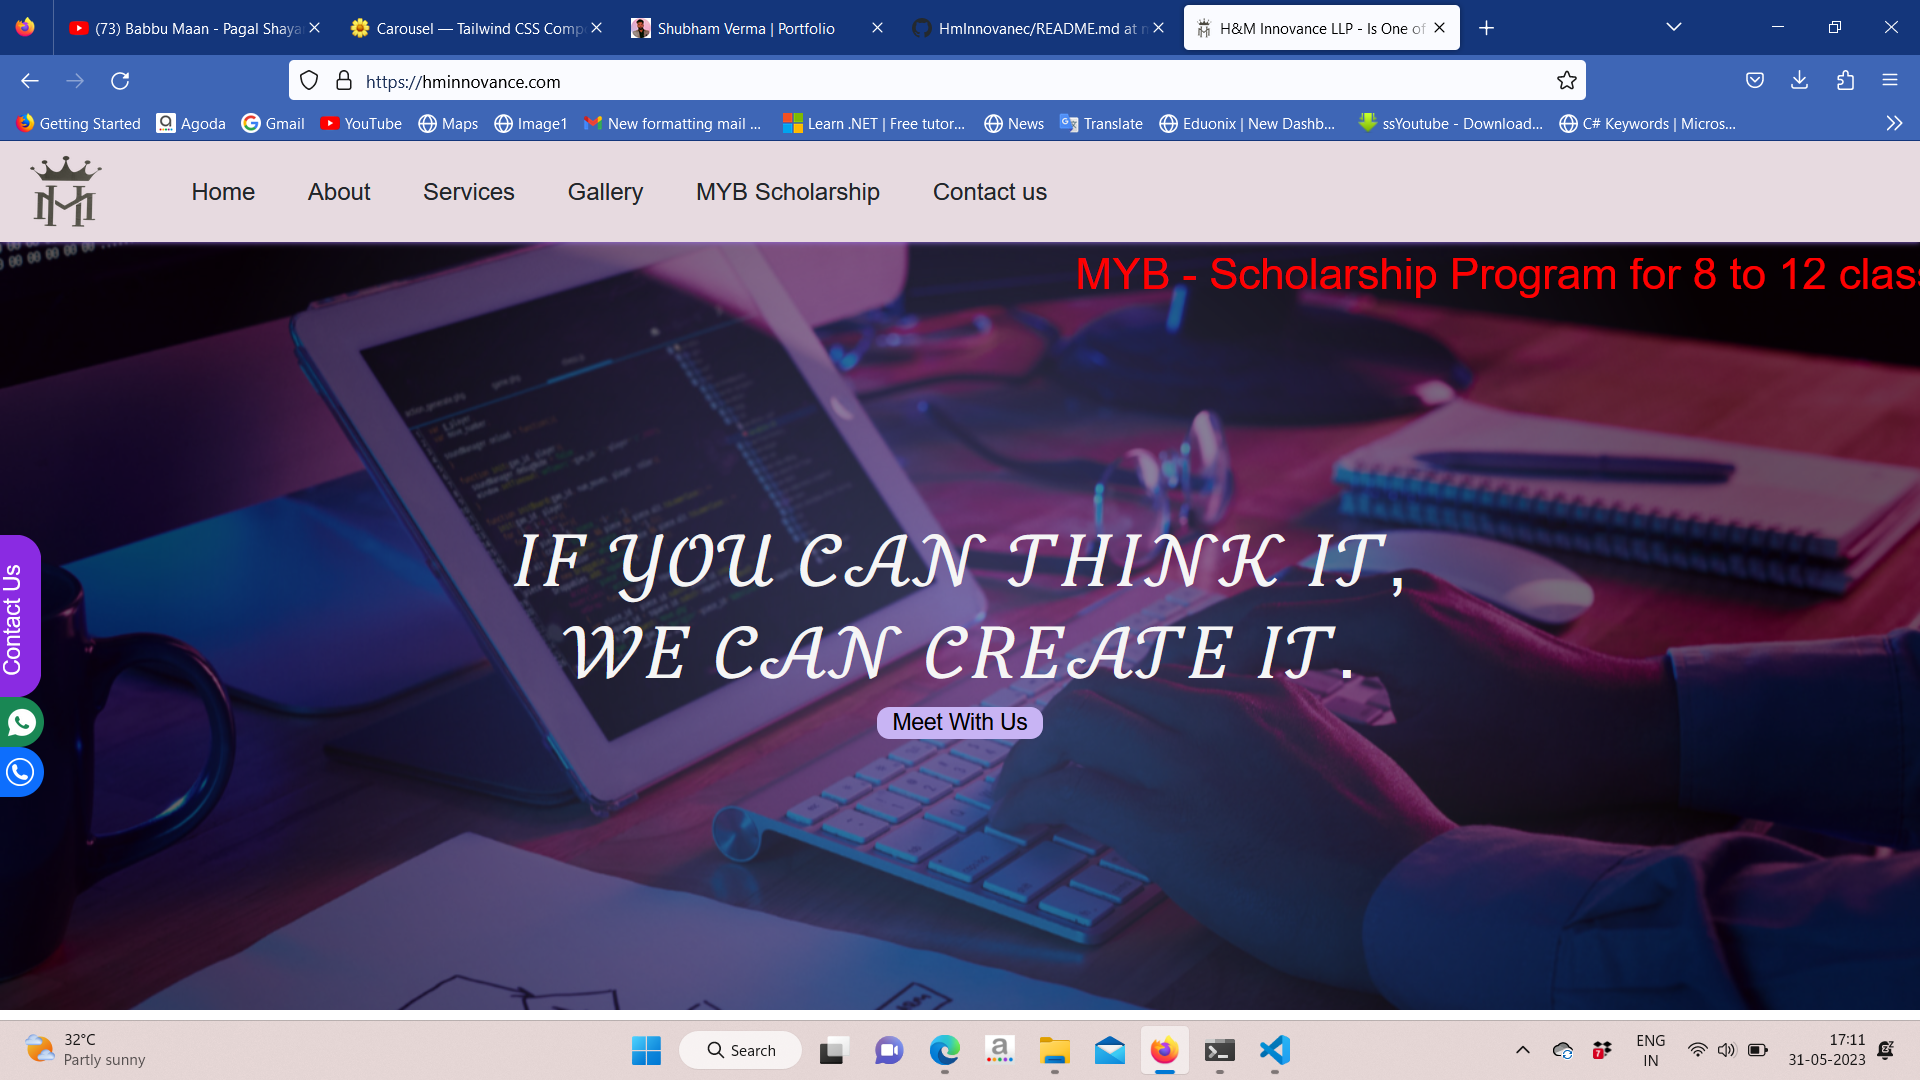 (73) Babbu Maan - Pagal Shaya
Carousel — Tailwind CSS Comp
Shubham Verma | Portfolio
HmInnovanec/README.md at
H&M Innovance LLP - Is One of
https://hminnovance.com
Getting Started
Agoda
Gmail
YouTube
Maps
Image1
New formatting mail ...
Learn .NET | Free tutor...
News
Translate
Eduonix | New Dashb...
ssYoutube - Download...
C# Keywords | Micros...
HM
Home
About
Services
Gallery
MYB Scholarship
Contact us
MYB - Scholarship Program for 8 to 12 clas
IF YOU CAN THINK IT,
WE CAN CREATE IT.
Meet With Us
Contact Us
32°C
Partly sunny
Search
7
ENG
IN
17:11
31-05-2023